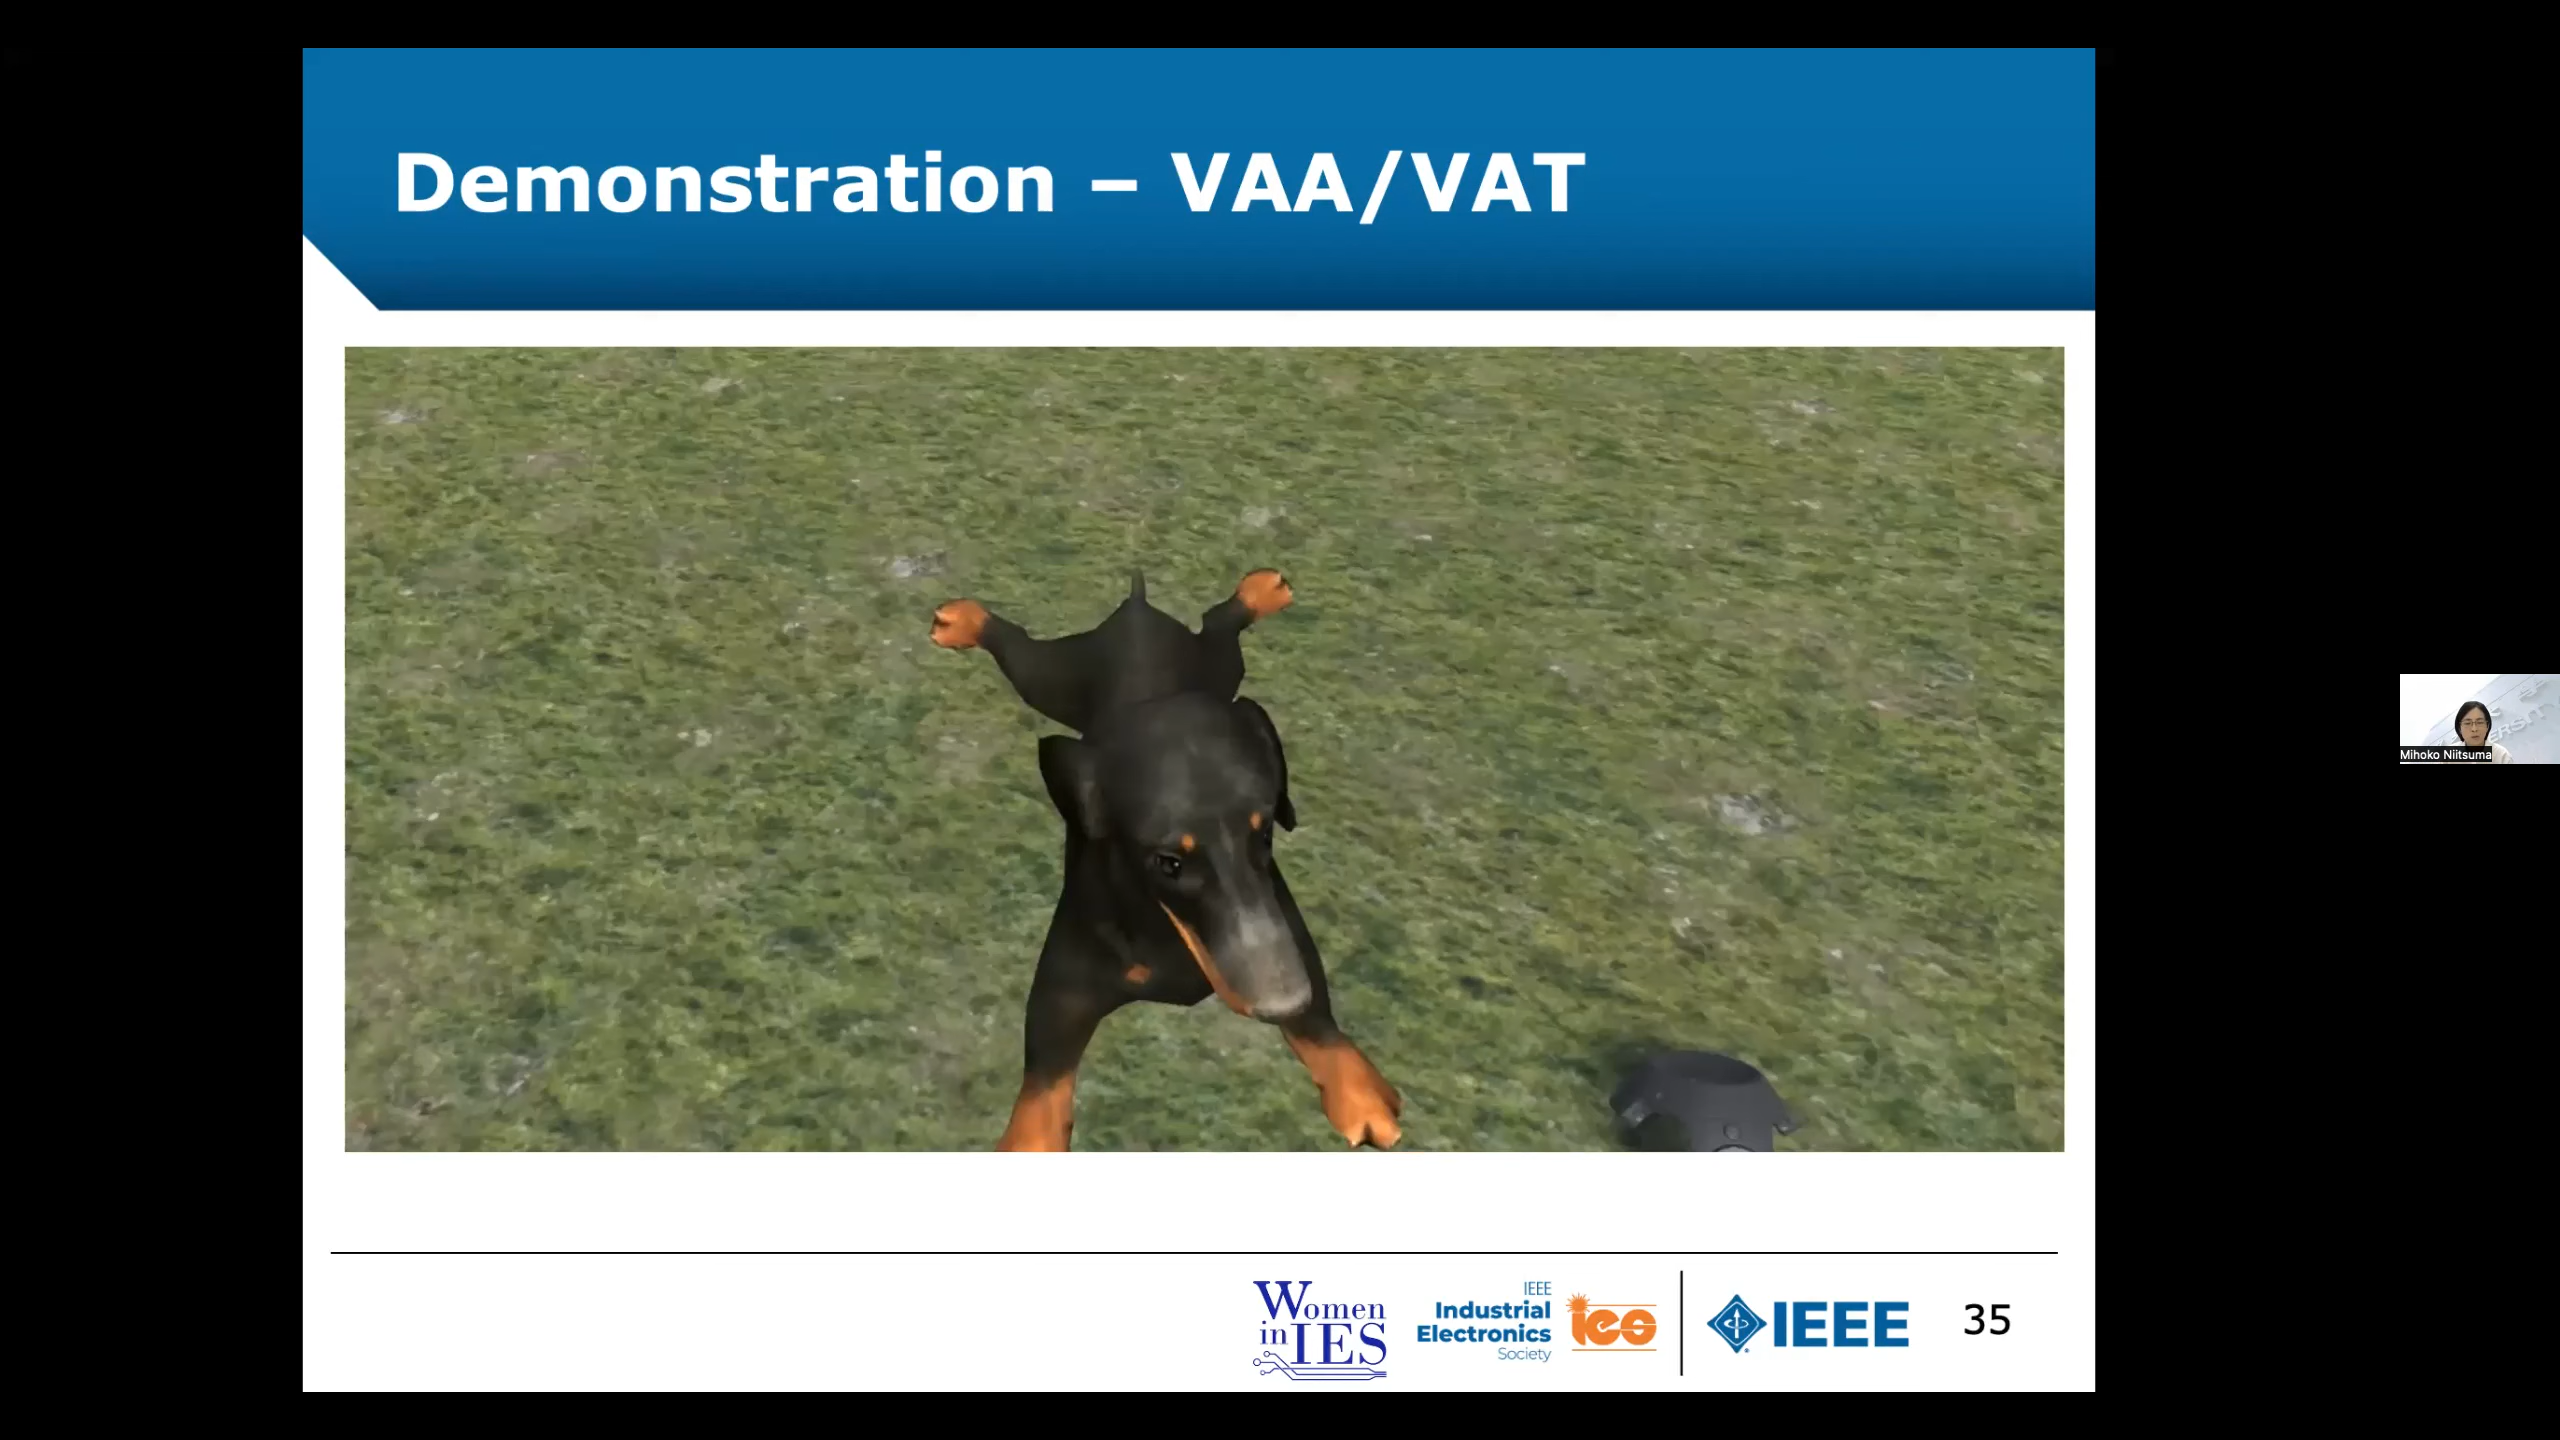 Demonstration – VAA/VAT
Mihoko Niitsuma
Women
in IES
IEEE
Industrial
Electronics
Society
ies
IEEE
35